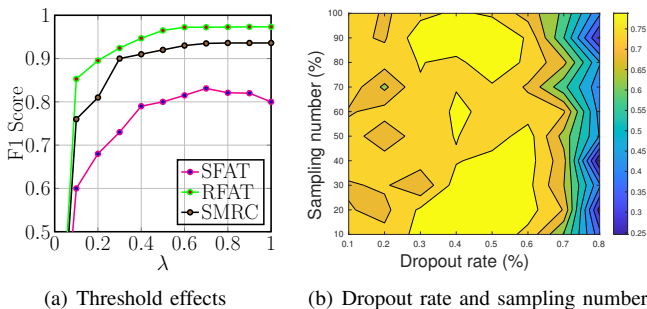 1
0.9
0.8
0.7
0.6
0.5
F1 Score
0 0.2 0.4 0.6 0.8 1
λ
SFAT
RFAT
SMRC
(a) Threshold effects
100
90
80
70
60
50
40
30
20
10
Sampling number (%)
0.1 0.2 0.3 0.4 0.5 0.6 0.7 0.8
Dropout rate (%)
0.75
0.7
0.65
0.6
0.55
0.5
0.45
0.4
0.35
0.3
0.25
(b) Dropout rate and sampling number